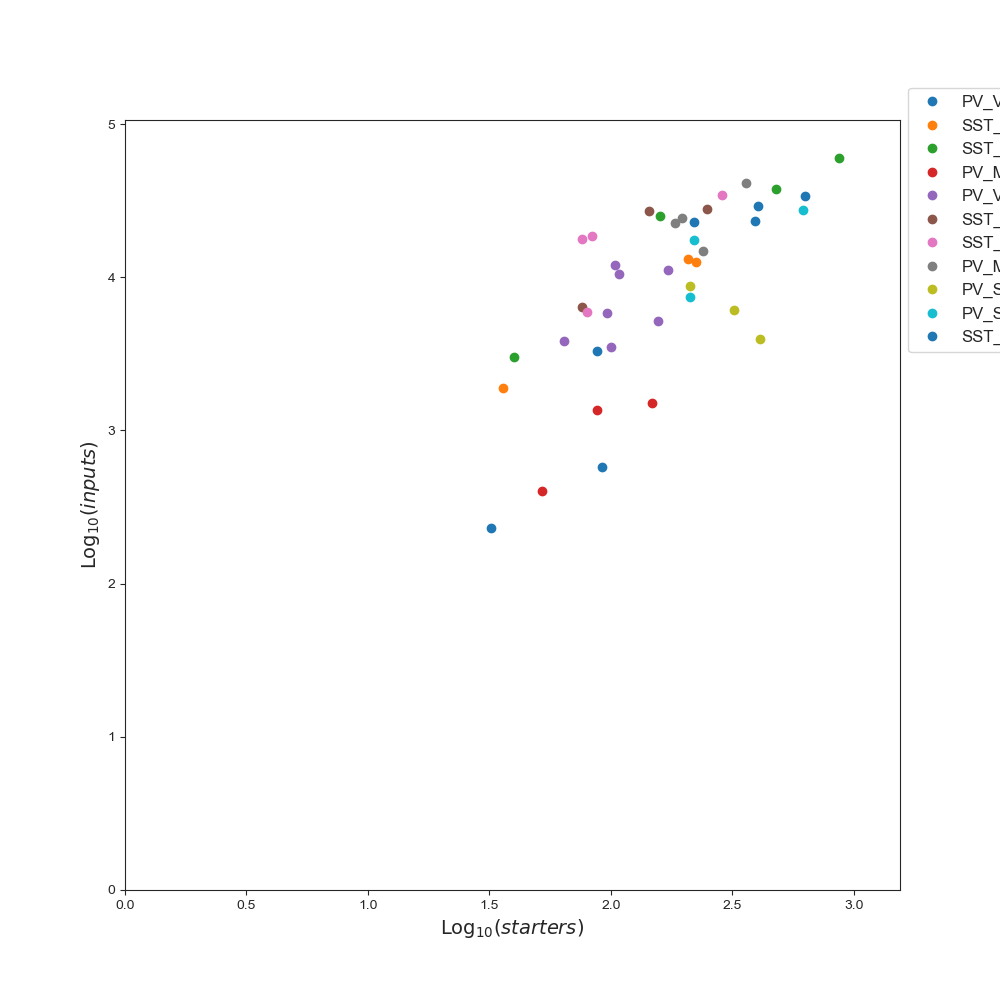 PV_V
SST_
SST_
PV_M
PV_V
SST_
SST_
PV_M
PV_S
PV_S
SST_
5
4
3
2
1
0
0.0 0.5 1.0 1.5 2.0 2.5 3.0
Log₁₀(inputs)
Log₁₀(starters)